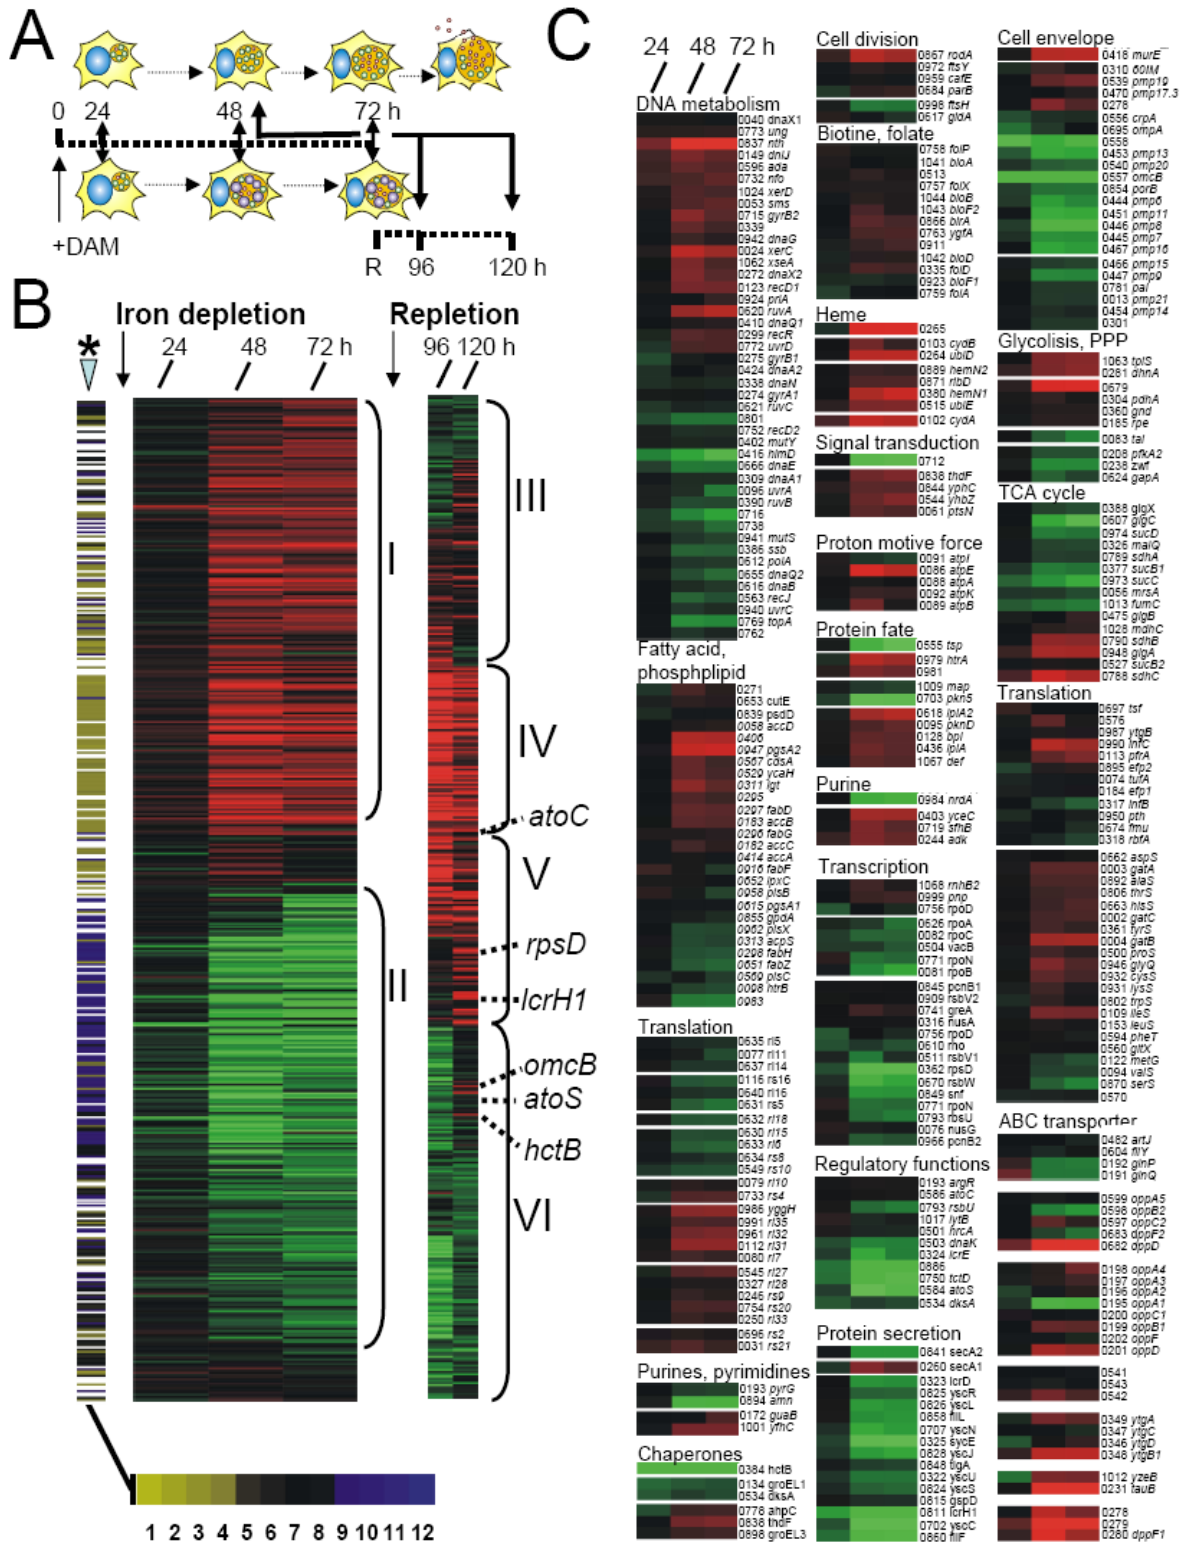 A
0 24 48 72 h
+DAM
R 96 120 h
B
Iron depletion Repletion
*
24 48 72 h 96 120 h
I
II
III
IV
V
VI
atoC
rpsD
lcrH1
omcB
atoS
hctB
1 2 3 4 5 6 7 8 9 10 11 12
C
24 48 72 h
DNA metabolism
0040 dnaX1
0773 ung
0837 nth
0149 dniJ
0596 ada
0732 nfo
1024 xerD
0053 sms
0715 gyrB2
0339
0942 dnaG
0024 xerC
1062 xseA
0272 dnaX2
0123 recD1
0924 priA
0620 ruvA
0410 dnaQ1
0299 recR
0772 uvrD
0275 gyrB1
0424 dnaA2
0338 dnaN
0274 gyrA1
0621 ruvC
0801
0752 recD2
0402 mutY
0416 himD
0666 dnaE
0309 dnaA1
0096 uvrA
0390 ruvB
0716
0738
0941 mutS
0386 ssb
0612 polA
0655 dnaQ2
0616 dnaB
0563 recJ
0940 uvrC
0769 topA
0762
Fatty acid,
phosphplipid
0271
0653 cutE
0839 psdD
0058 accD
0406
0947 pgsA2
0567 cdsA
0529 ycaH
0311 lgt
0295
0297 fabD
0183 accB
0296 fabG
0182 accC
0414 accA
0916 fabF
0652 lpxC
0958 plsB
0615 pgsA1
0855 gpdA
0962 plsX
0313 acpS
0298 fabH
0651 fabZ
0569 plsC
0098 htrB
0983
Translation
0635 rl5
0077 rl11
0637 rl14
0116 rs16
0640 rl16
0631 rs5
0632 rl18
0630 rl15
0633 rl6
0634 rs8
0549 rs10
0079 rl10
0733 rs4
0986 yggH
0991 rl35
0961 rl32
0112 rl31
0080 rl7
0545 rl27
0327 rl28
0246 rs9
0754 rs20
0250 rl33
0696 rs2
0031 rs21
Purines, pyrimidines
0193 pyrG
0894 amn
0172 guaB
1001 yfhC
Chaperones
0384 hctB
0134 groEL1
0534 dksA
0778 ahpC
0838 thdF
0898 groEL3
Cell division
0867 rodA
0972 ftsY
0959 cafE
0684 parB
0998 ftsH
0617 gidA
Biotine, folate
0758 folP
1041 bioA
0513
0757 folX
1044 bioB
1043 bioF2
0866 birA
0763 ygfA
0911
1042 bioD
0335 folD
0923 bioF1
0759 folA
Heme
0265
0103 cydB
0264 ubiD
0889 hemN2
0871 ribD
0380 hemN1
0515 ubiE
0102 cydA
Signal transduction
0712
0838 thdF
0844 yphC
0544 yhbZ
0061 ptsN
Proton motive force
0091 atpI
0086 atpE
0088 atpA
0092 atpK
0089 atpB
Protein fate
0555 tsp
0979 htrA
0981
1009 map
0703 pkn5
0618 lplA2
0095 pknD
0128 bpl
0436 lplA
1067 def
Purine
0984 nrdA
0403 yceC
0719 sfhB
0244 adk
Transcription
1068 rnhB2
0999 pnp
0756 rpoD
0626 rpoA
0082 rpoC
0504 vacB
0771 rpoN
0081 rpoB
0845 pcnB1
0909 rsbV2
0741 greA
0316 nusA
0756 rpoD
0610 rho
0511 rsbV1
0362 rpsD
0670 rsbW
0849 snf
0771 rpoN
0793 rbsU
0076 nusG
0966 pcnB2
Regulatory functions
0193 argR
0586 atoC
0793 rsbU
1017 lytB
0501 hrcA
0503 dnaK
0324 lcrE
0886
0750 tctD
0584 atoS
0534 dksA
Protein secretion
0841 secA2
0260 secA1
0323 lcrD
0825 yscR
0826 yscL
0858 fliL
0707 yscN
0325 sycE
0828 yscJ
0848 tlgA
0322 yscU
0824 yscS
0815 gspD
0811 lcrH1
0702 yscC
0860 fliF
Cell envelope
0418 murE
0310 60IM
0539 pmp19
0470 pmp17.3
0278
0556 crpA
0695 ompA
0558
0453 pmp13
0540 pmp20
0557 omcB
0854 porB
0444 pmp6
0451 pmp11
0446 pmp8
0445 pmp7
0467 pmp16
0466 pmp15
0447 pmp9
0781 pal
0013 pmp21
0454 pmp14
0301
Glycolisis, PPP
1063 tpiS
0281 dhnA
0679
0304 pdhA
0360 gnd
0185 rpe
0083 tal
0208 pfkA2
0238 zwf
0624 gapA
TCA cycle
0388 glgX
0607 glgC
0974 sucD
0326 malQ
0789 sdhA
0377 sucB1
0973 sucC
0056 mrsA
1013 fumC
0475 glgB
1028 mdhC
0790 sdhB
0948 glgA
0527 sucB2
0788 sdhC
Translation
0697 tsf
0576
0987 ytgB
0990 infC
0113 pfrA
0895 efp2
0074 tufA
0184 efp1
0317 infB
0950 pth
0674 fmu
0318 rbfA
0662 aspS
0003 gatA
0892 alaS
0806 thrS
0663 hisS
0002 gatC
0361 tyrS
0004 gatB
0500 proS
0946 glyQ
0932 cysS
0931 lysS
0802 trpS
0109 ileS
0153 leuS
0594 pheT
0560 gltX
0122 metG
0094 valS
0870 serS
0570
ABC transporter
0482 artJ
0604 fliY
0192 glnP
0191 glnQ
0599 oppA5
0598 oppB2
0597 oppC2
0683 dppF2
0682 dppD
0198 oppA4
0197 oppA3
0196 oppA2
0195 oppA1
0200 oppC1
0199 oppB1
0202 oppF
0201 oppD
0541
0543
0542
0349 ytgA
0347 ytgC
0346 ytgD
0348 ytgB1
1012 yzeB
0231 tauB
0278
0279
0280 dppF1